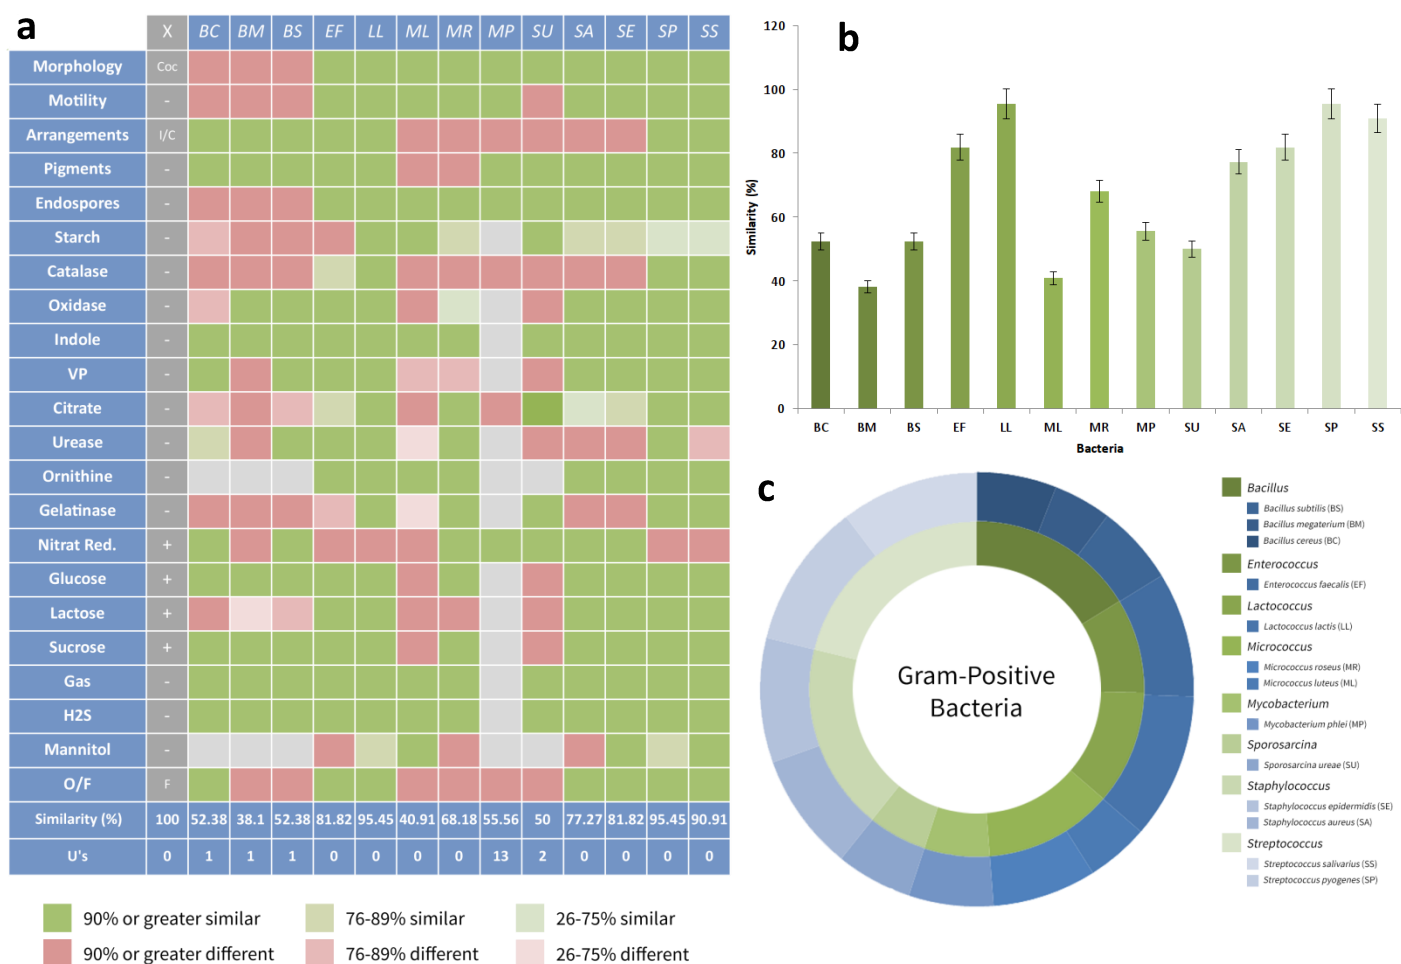 a
X BC BM BS EF LL ML MR MP SU SA SE SP SS
Morphology Coc
Motility -
Arrangements I/C
Pigments -
Endospores -
Starch -
Catalase -
Oxidase -
Indole -
VP -
Citrate -
Urease -
Ornithine -
Gelatinase -
Nitrat Red. +
Glucose +
Lactose +
Sucrose +
Gas -
H2S -
Mannitol -
O/F F
Similarity (%) 100 52.38 38.1 52.38 81.82 95.45 40.91 68.18 55.56 50 77.27 81.82 95.45 90.91
U's 0 1 1 1 0 0 0 0 13 2 0 0 0 0
90% or greater similar 76-89% similar 26-75% similar
90% or greater different 76-89% different 26-75% different
b
120
100
80
60
40
20
0
Similarity (%)
BC BM BS EF LL ML MR MP SU SA SE SP SS
Bacteria
c
Gram-Positive
Bacteria
Bacillus
Bacillus subtilis (BS)
Bacillus megaterium (BM)
Bacillus cereus (BC)
Enterococcus
Enterococcus faecalis (EF)
Lactococcus
Lactococcus lactis (LL)
Micrococcus
Micrococcus roseus (MR)
Micrococcus luteus (ML)
Mycobacterium
Mycobacterium phlei (MP)
Sporosarcina
Sporosarcina ureae (SU)
Staphylococcus
Staphylococcus epidermidis (SE)
Staphylococcus aureus (SA)
Streptococcus
Streptococcus salivarius (SS)
Streptococcus pyogenes (SP)